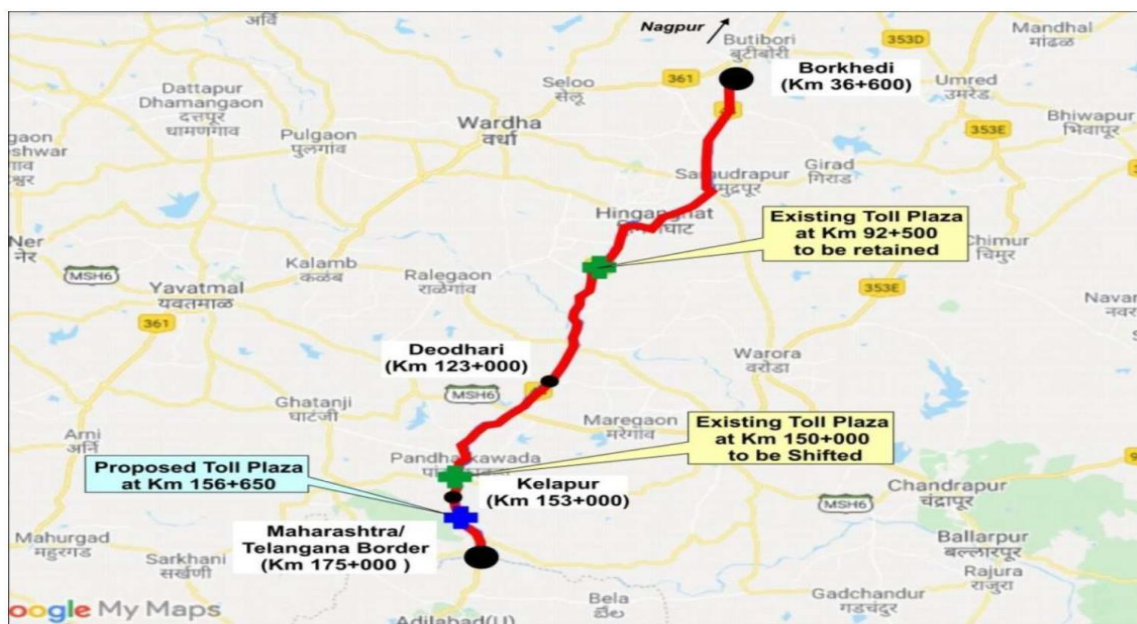 अर्वि
Nagpur
Butibori
बुटीबोरी
353D
Mandhal
मांढळ
Borkhedi
(Km 36+600)
361
Seloo
सेलू
Umred
उमरेड
Dattapur
Dhamangaon
दत्तपूर
धामणगाव
Pulgaon
पुलगाव
Wardha
वर्धा
353E
Bhiwapur
भिवापूर
gaon
eshwar
Girad
गिराड
Existing Toll Plaza
at Km 92+500
to be retained
Ner
नेर
MSH6
Kalamb
कळंब
Ralegaon
राळेगाव
Chimur
चिमूर
Yavatmal
यवतमाळ
361
353E
Deodhari
(Km 123+000)
MSH6
Warora
वरोडा
Ghatanji
घाटंजी
Maregaon
मरेगाव
Arni
अर्नि
Existing Toll Plaza
at Km 150+000
to be Shifted
Proposed Toll Plaza
at Km 156+650
Kelapur
(Km 153+000)
Chandrapur
चंद्रापूर
MSH6
Maharashtra/
Telangana Border
(Km 175+000 )
Mahurgad
महुरगड
Sarkhani
सर्खणी
Ballarpur
बल्लारपूर
Rajura
राजुरा
Bela
Gadchandur
गडचंदुर
oogle My Maps
Adilabad(U)